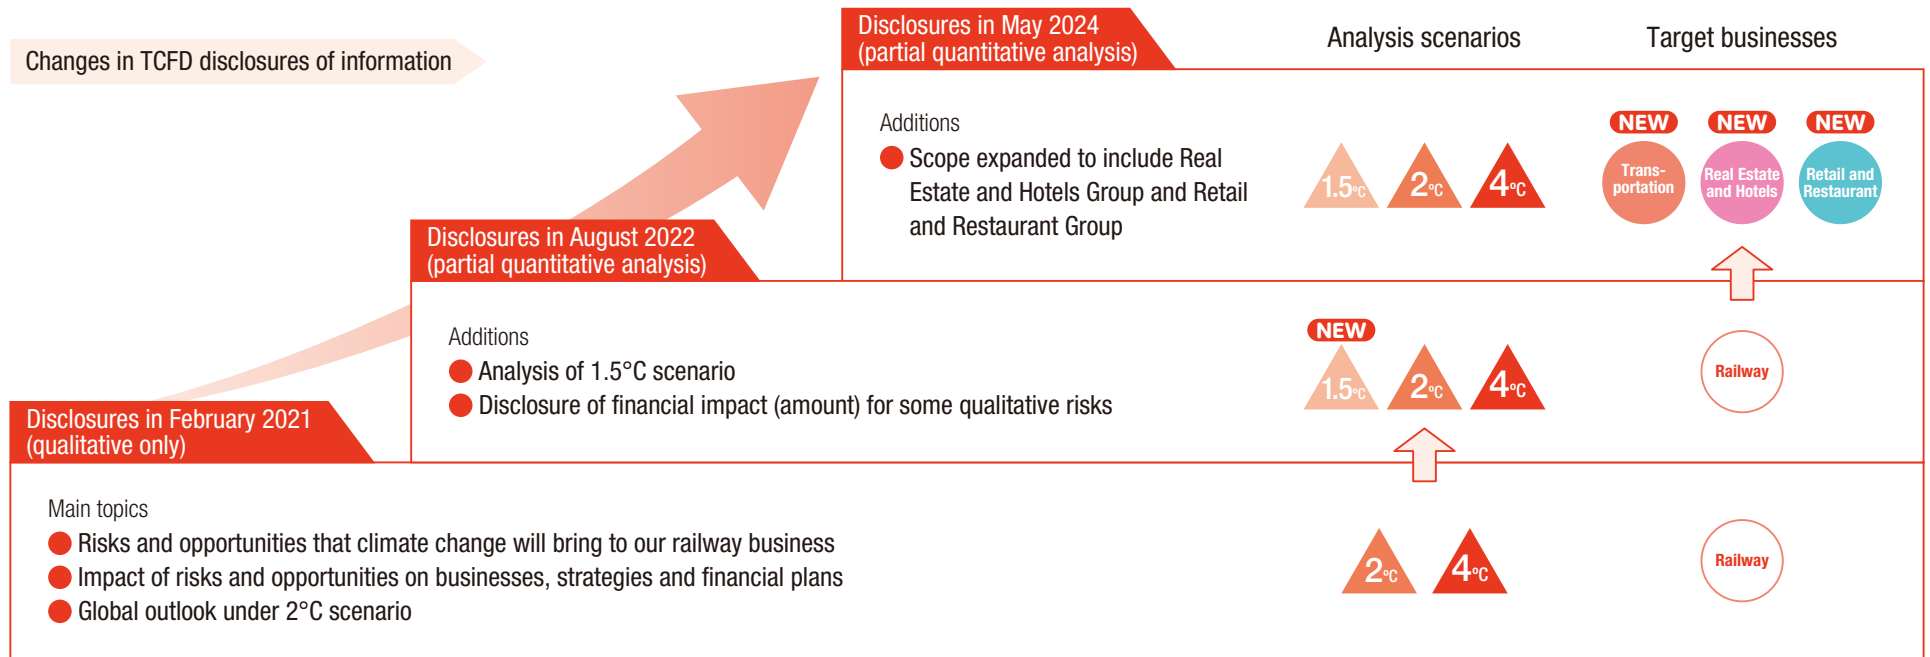 Changes in TCFD disclosures of information
Disclosures in May 2024
(partial quantitative analysis)
Analysis scenarios
Target businesses
Additions
Scope expanded to include Real
Estate and Hotels Group and Retail
and Restaurant Group
1.5℃
2℃
4℃
NEW
NEW
NEW
Trans-
portation
Real Estate
and Hotels
Retail and
Restaurant
Disclosures in August 2022
(partial quantitative analysis)
Additions
Analysis of 1.5°C scenario
Disclosure of financial impact (amount) for some qualitative risks
NEW
1.5℃
2℃
4℃
Railway
Disclosures in February 2021
(qualitative only)
Main topics
Risks and opportunities that climate change will bring to our railway business
Impact of risks and opportunities on businesses, strategies and financial plans
Global outlook under 2°C scenario
2℃
4℃
Railway